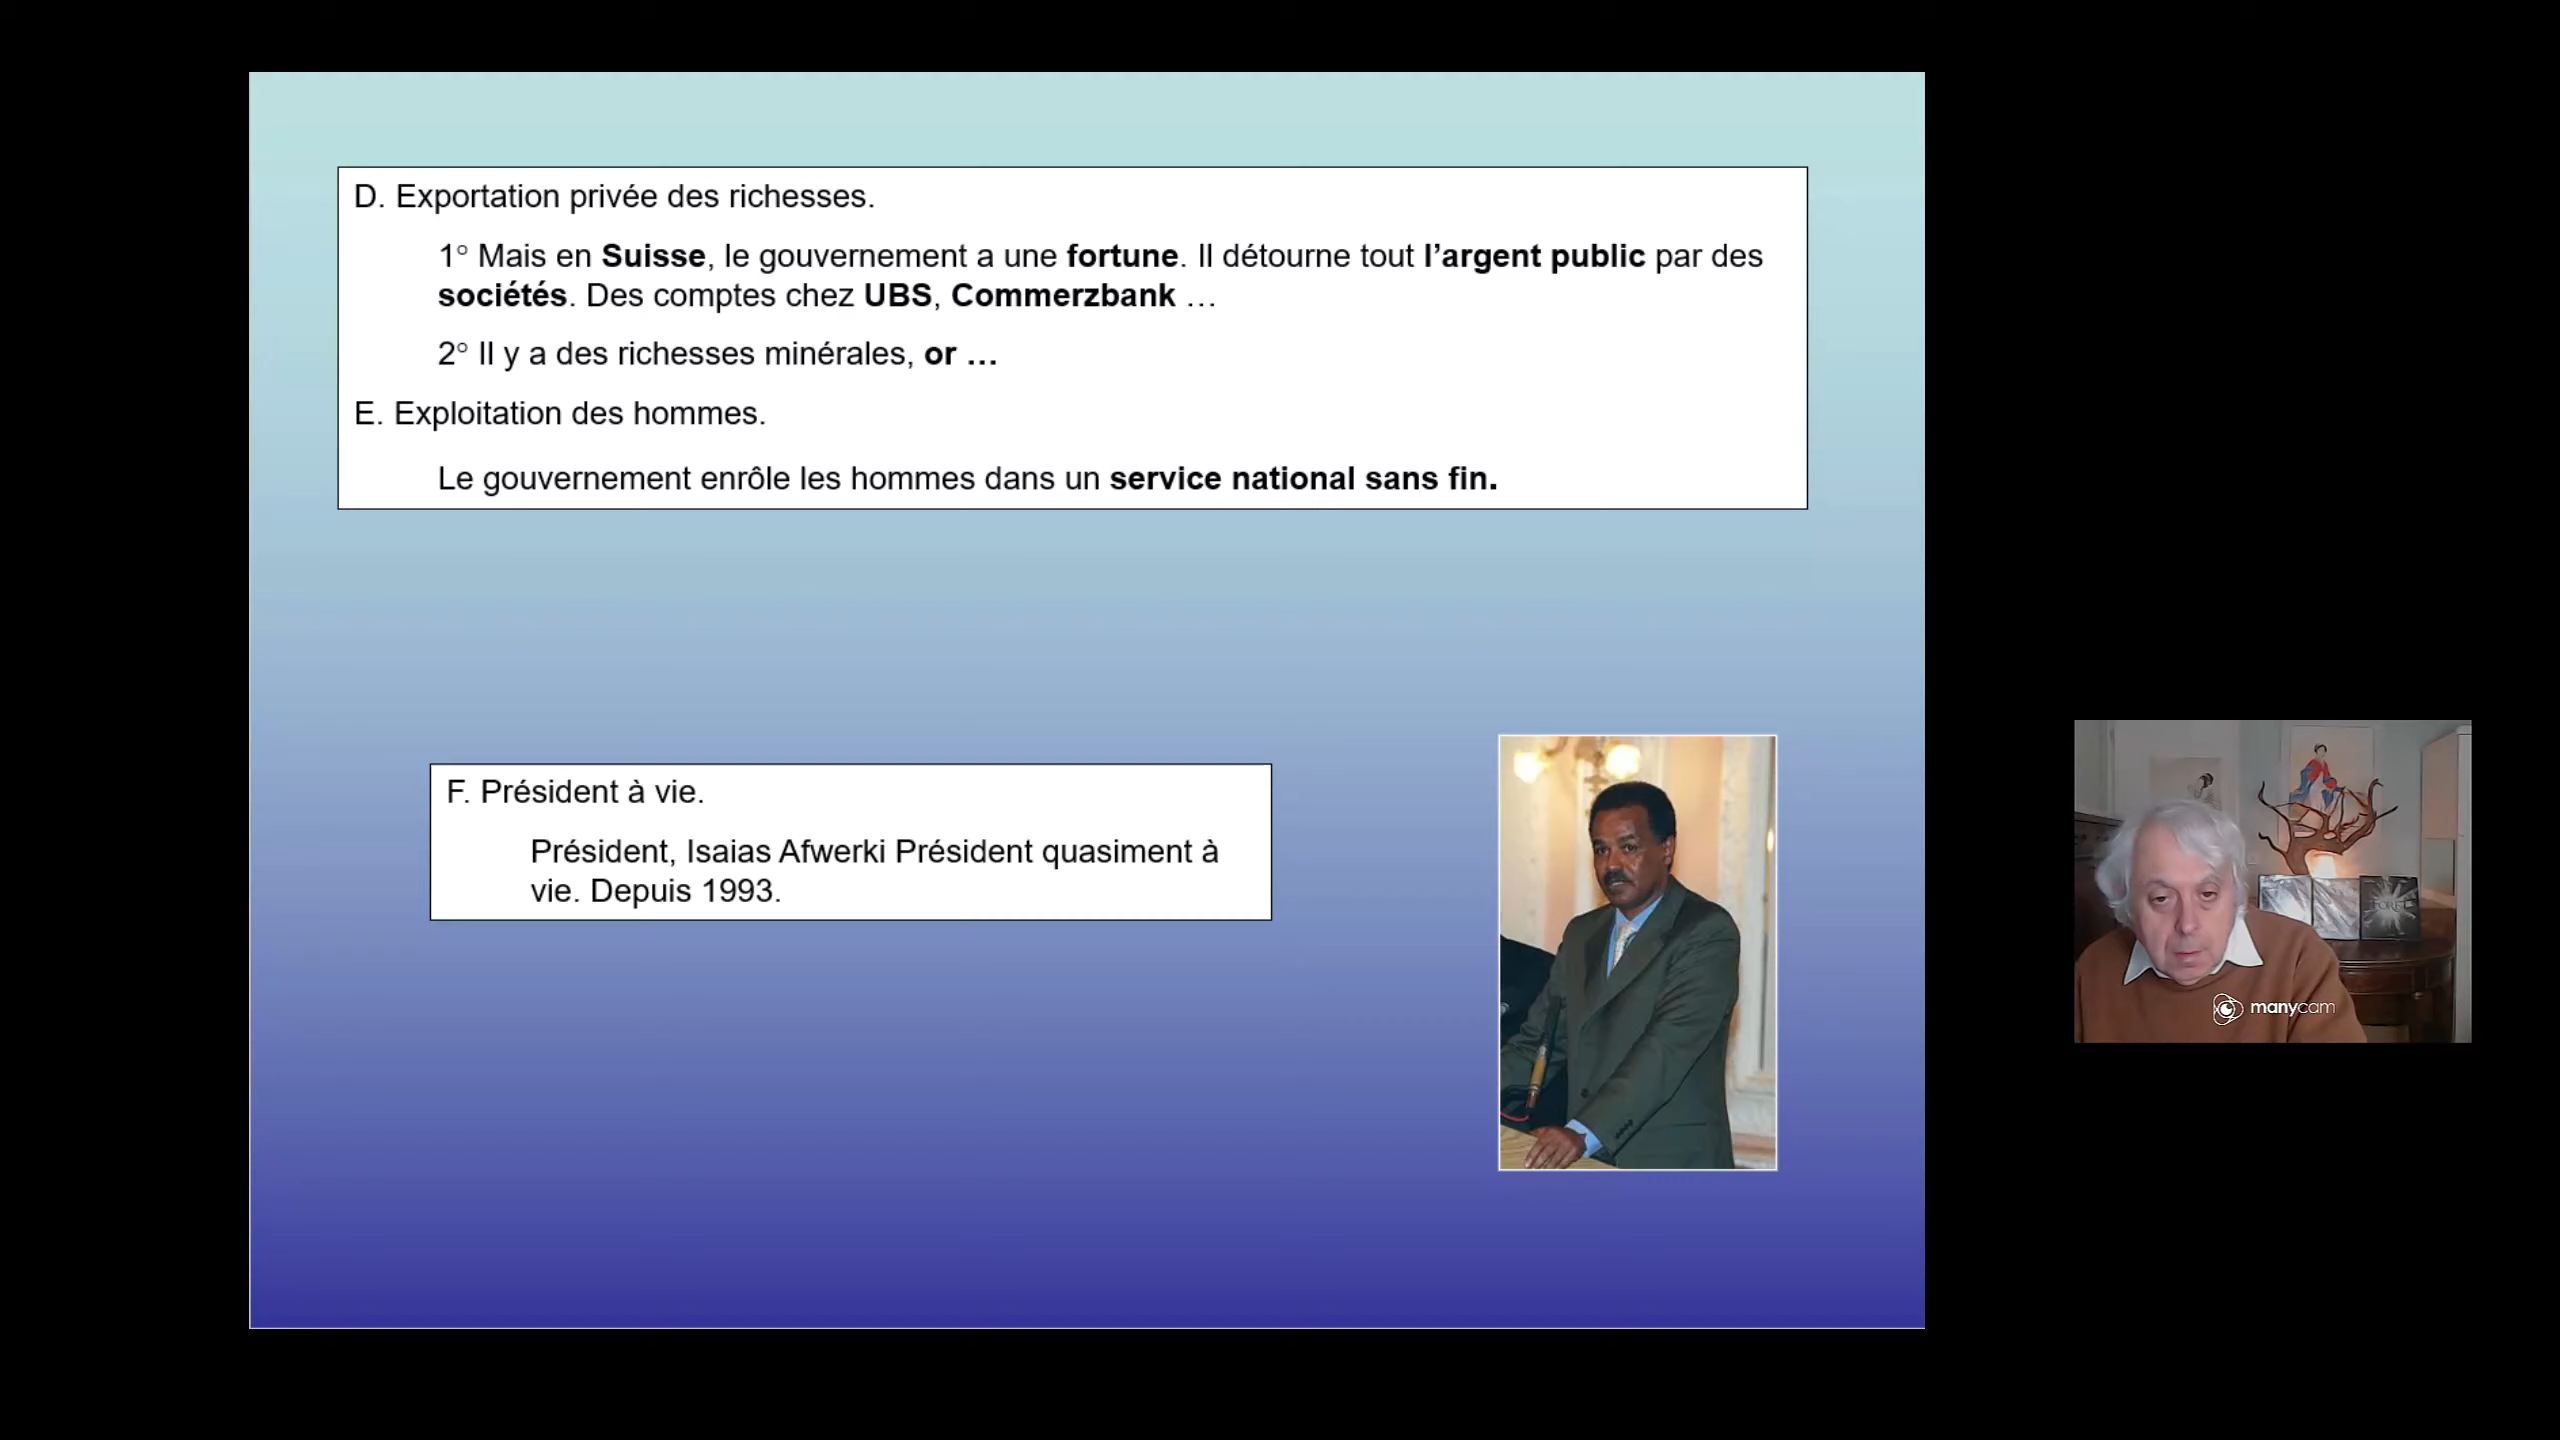 D. Exportation privée des richesses.
1° Mais en Suisse, le gouvernement a une fortune. Il détourne tout l’argent public par des
sociétés. Des comptes chez UBS, Commerzbank …
2° Il y a des richesses minérales, or …
E. Exploitation des hommes.
Le gouvernement enrôle les hommes dans un service national sans fin.
F. Président à vie.
Président, Isaias Afwerki Président quasiment à
vie. Depuis 1993.
manycam